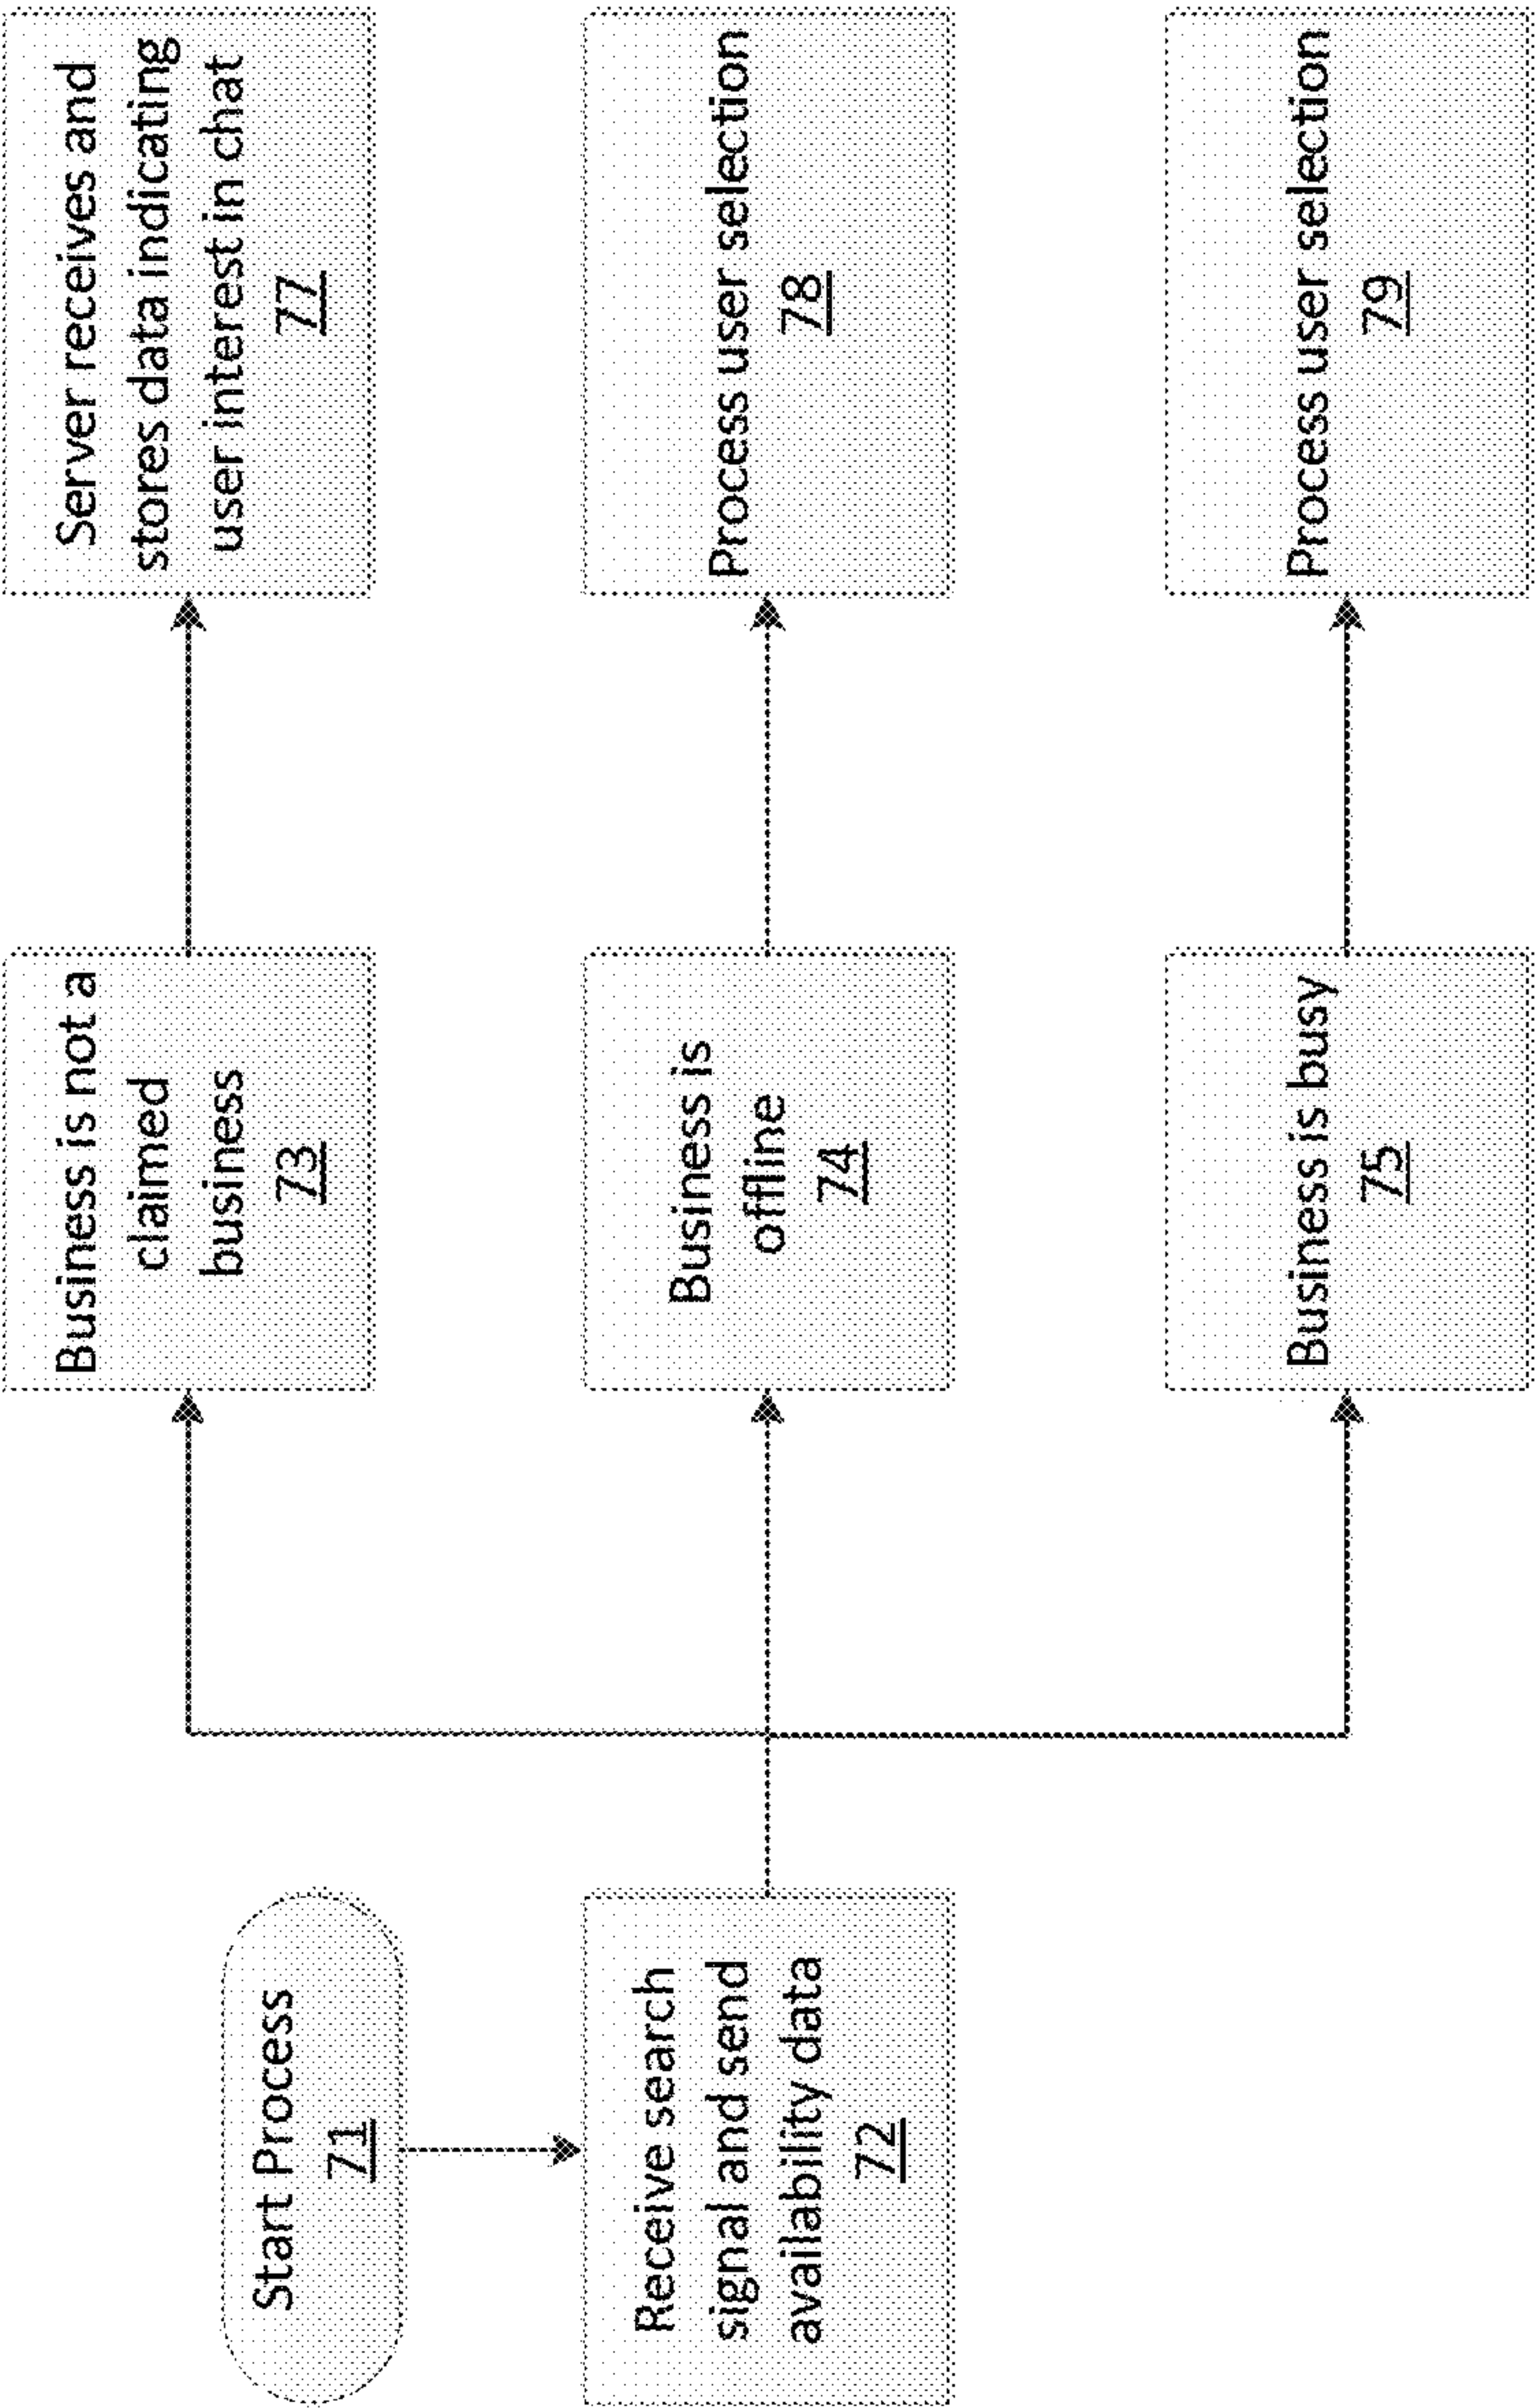 Start Process
71
Receive search
signal and send
availability data
72
Business is not a
claimed
business
73
Business is
offline
74
Business is busy
75
Server receives and
stores data indicating
user interest in chat
77
Process user selection
78
Process user selection
79